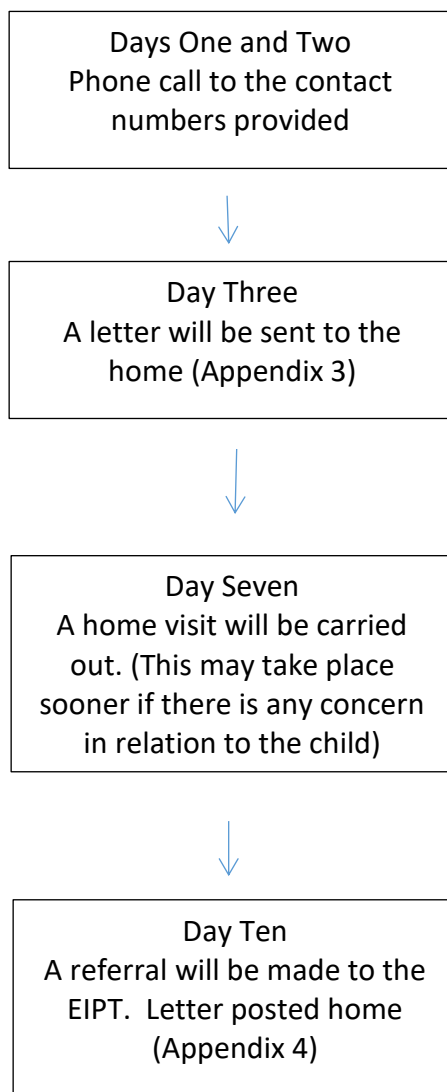 Days One and Two
Phone call to the contact
numbers provided
Day Three
A letter will be sent to the
home (Appendix 3)
Day Seven
A home visit will be carried
out. (This may take place
sooner if there is any concern
in relation to the child)
Day Ten
A referral will be made to the
EIPT.  Letter posted home
(Appendix 4)